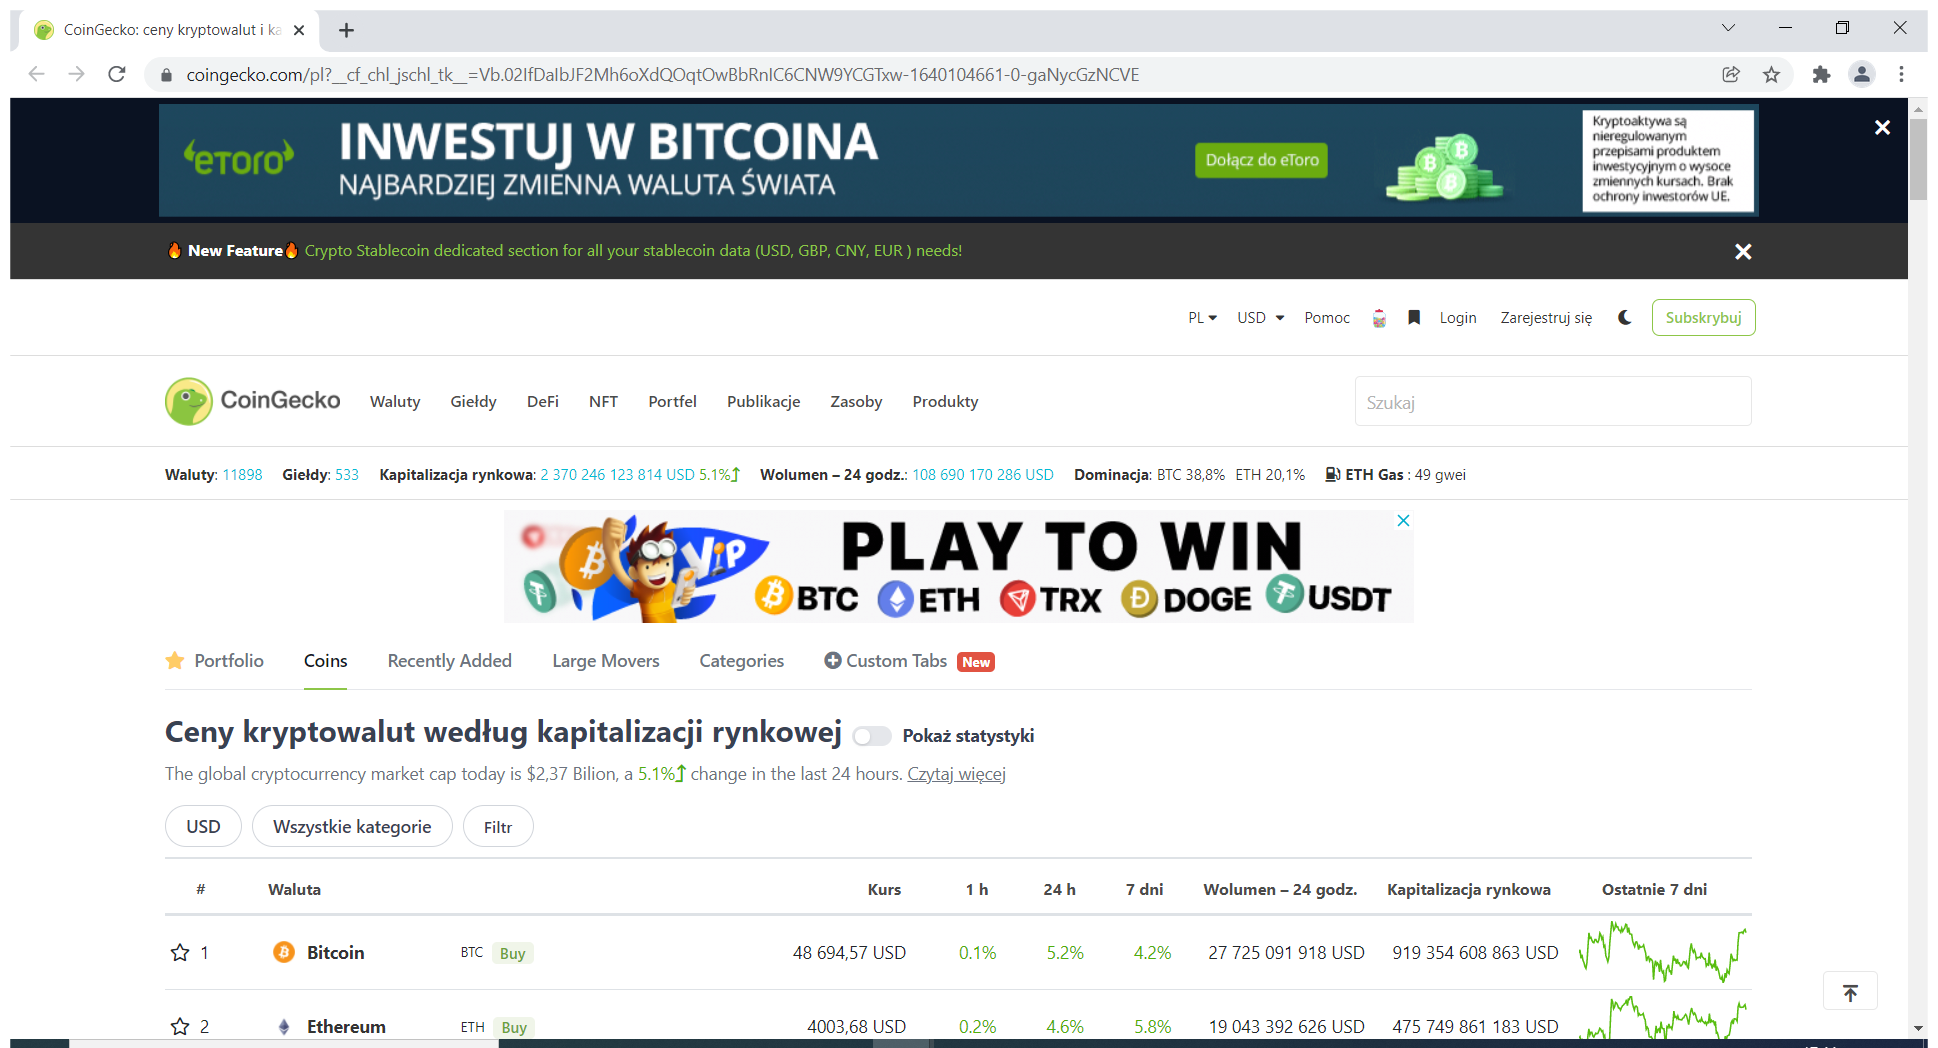 CoinGecko: ceny kryptowalut i ka
coingecko.com/pl?__cf_chl_jschl_tk__=Vb.02IfDaIbJF2Mh6oXdQOqtOwBbRnIC6CNW9YCGTxw-1640104661-0-gaNycGzNCVE
eToro
INWESTUJ W BITCOINA
NAJBARDZIEJ ZMIENNA WALUTA ŚWIATA
Dołącz do eToro
Kryptoaktywa są
nieregulowanym
przepisami produktem
inwestycyjnym o wysoce
zmiennych kursach. Brak
ochrony inwestorów UE.
New Feature Crypto Stablecoin dedicated section for all your stablecoin data (USD, GBP, CNY, EUR ) needs!
PL USD Pomoc Login Zarejestruj się Subskrybuj
CoinGecko Waluty Giełdy DeFi NFT Portfel Publikacje Zasoby Produkty Szukaj
Waluty: 11898 Giełdy: 533 Kapitalizacja rynkowa: 2 370 246 123 814 USD 5.1% Wolumen – 24 godz.: 108 690 170 286 USD Dominacja: BTC 38,8% ETH 20,1% ETH Gas : 49 gwei
VIP
PLAY TO WIN
BTC ETH TRX DOGE USDT
Portfolio Coins Recently Added Large Movers Categories Custom Tabs New
Ceny kryptowalut według kapitalizacji rynkowej Pokaż statystyki
The global cryptocurrency market cap today is $2,37 Bilion, a 5.1% change in the last 24 hours. Czytaj więcej
USD Wszystkie kategorie Filtr
# Waluta Kurs 1 h 24 h 7 dni Wolumen – 24 godz. Kapitalizacja rynkowa Ostatnie 7 dni
1 Bitcoin BTC Buy 48 694,57 USD 0.1% 5.2% 4.2% 27 725 091 918 USD 919 354 608 863 USD
2 Ethereum ETH Buy 4003,68 USD 0.2% 4.6% 5.8% 19 043 392 626 USD 475 749 861 183 USD